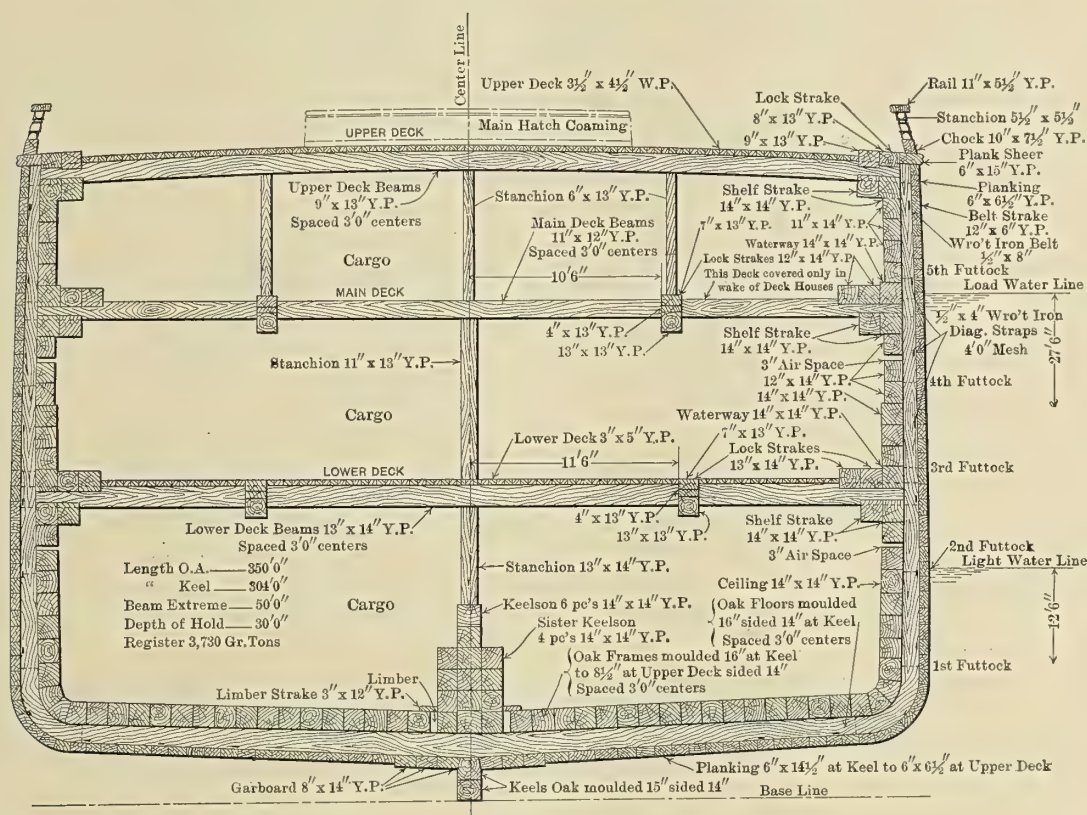 Center Line
Upper Deck 3½" x 4½" W.P.
Main Hatch Coaming
UPPER DECK
Lock Strake
8" x 13" Y.P.
9" x 13" Y.P.
Rail 11" x 5½" Y.P.
Stanchion 5½" x 5½"
Chock 10" x 7½" Y.P.
Plank Sheer
6" x 15" Y.P.
Planking
6" x 6½" Y.P.
Belt Strake
12" x 6" Y.P.
Wro't Iron Belt
½" x 8"
5th Futtock
Load Water Line
Upper Deck Beams
9" x 13" Y.P.
Spaced 3'0" centers
Stanchion 6" x 13" Y.P.
Main Deck Beams
11" x 12" Y.P.
Spaced 3'0" centers
Shelf Strake
14" x 14" Y.P.
7" x 13" Y.P.
11" x 14" Y.P.
Waterway 14" x 14" Y.P.
Lock Strakes 12" x 14" Y.P.
This Deck covered only in
wake of Deck Houses
Cargo
10'6"
MAIN DECK
4" x 13" Y.P.
13" x 13" Y.P.
½" x 4" Wro't Iron
Diag. Straps
4'0" Mesh
27'6"
Stanchion 11" x 13" Y.P.
Shelf Strake
14" x 14" Y.P.
3" Air Space
12" x 14" Y.P.
14" x 14" Y.P.
4th Futtock
Cargo
Waterway 14" x 14" Y.P.
7" x 13" Y.P.
Lower Deck 3" x 5" Y.P.
Lock Strakes
13" x 14" Y.P.
11'6"
LOWER DECK
3rd Futtock
4" x 13" Y.P.
13" x 13" Y.P.
Lower Deck Beams 13" x 14" Y.P.
Spaced 3'0" centers
Shelf Strake
14" x 14" Y.P.
3" Air Space
2nd Futtock
Light Water Line
Length O.A. 350'0"
" Keel 304'0"
Beam Extreme 50'0"
Depth of Hold 30'0"
Register 3,730 Gr. Tons
Stanchion 13" x 14" Y.P.
Ceiling 14" x 14" Y.P.
Cargo
Keelson 6 pc's 14" x 14" Y.P.
Sister Keelson
4 pc's 14" x 14" Y.P.
Oak Floors moulded
16" sided 14" at Keel
Spaced 3'0" centers
12'6"
Oak Frames moulded 16" at Keel
to 8½" at Upper Deck sided 14"
Spaced 3'0" centers
1st Futtock
Limber
Limber Strake 3" x 12" Y.P.
Planking 6" x 14½" at Keel to 6" x 6½" at Upper Deck
Garboard 8" x 14" Y.P.
Keels Oak moulded 15" sided 14"
Base Line